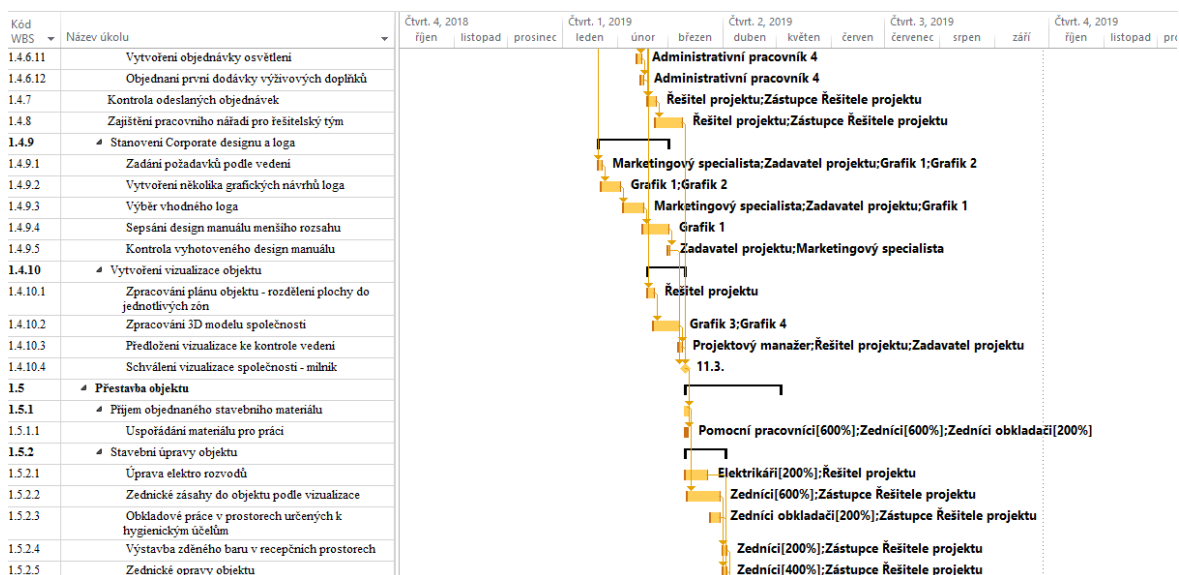 Kód WBS Název úkolu
Čtvrt. 4, 2018 Čtvrt. 1, 2019 Čtvrt. 2, 2019 Čtvrt. 3, 2019 Čtvrt. 4, 2019
říjen listopad prosinec leden únor březen duben květen červen červenec srpen září říjen listopad
1.4.6.11 Vytvoření objednávky osvětlení Administrativní pracovník 4
1.4.6.12 Objednaní první dodávky výživových doplňků Administrativní pracovník 4
1.4.7 Kontrola odeslaných objednávek Řešitel projektu;Zástupce Řešitele projektu
1.4.8 Zajištění pracovního nářadí pro řešitelský tým Řešitel projektu;Zástupce Řešitele projektu
1.4.9 Stanovení Corporate designu a loga
1.4.9.1 Zadání požadavků podle vedení Marketingový specialista;Zadavatel projektu;Grafik 1;Grafik 2
1.4.9.2 Vytvoření několika grafických návrhů loga Grafik 1;Grafik 2
1.4.9.3 Výběr vhodného loga Marketingový specialista;Zadavatel projektu;Grafik 1
1.4.9.4 Sepsání design manuálu menšího rozsahu Grafik 1
1.4.9.5 Kontrola vyhotoveného design manuálu Zadavatel projektu;Marketingový specialista
1.4.10 Vytvoření vizualizace objektu
1.4.10.1 Zpracování plánu objektu - rozdělení plochy do
jednotlivých zón Řešitel projektu
1.4.10.2 Zpracování 3D modelu společnosti Grafik 3;Grafik 4
1.4.10.3 Předložení vizualizace ke kontrole vedení Projektový manažer;Řešitel projektu;Zadavatel projektu
1.4.10.4 Schválení vizualizace společnosti - milník 11.3.
1.5 Přestavba objektu
1.5.1 Příjem objednaného stavebního materiálu
1.5.1.1 Uspořádání materiálu pro práci Pomocní pracovníci[600%];Zedníci[600%];Zedníci obkladači[200%]
1.5.2 Stavební úpravy objektu
1.5.2.1 Úprava elektro rozvodů Elektrikáři[200%];Řešitel projektu
1.5.2.2 Zednické zásahy do objektu podle vizualizace Zedníci[600%];Zástupce Řešitele projektu
1.5.2.3 Obkladové práce v prostorech určených k
hygienickým účelům Zedníci obkladači[200%];Zástupce Řešitele projektu
1.5.2.4 Výstavba zděného baru v recepčních prostorech Zedníci[200%];Zástupce Řešitele projektu
1.5.2.5 Zednické opravy objektu Zedníci[400%];Zástupce Řešitele projektu